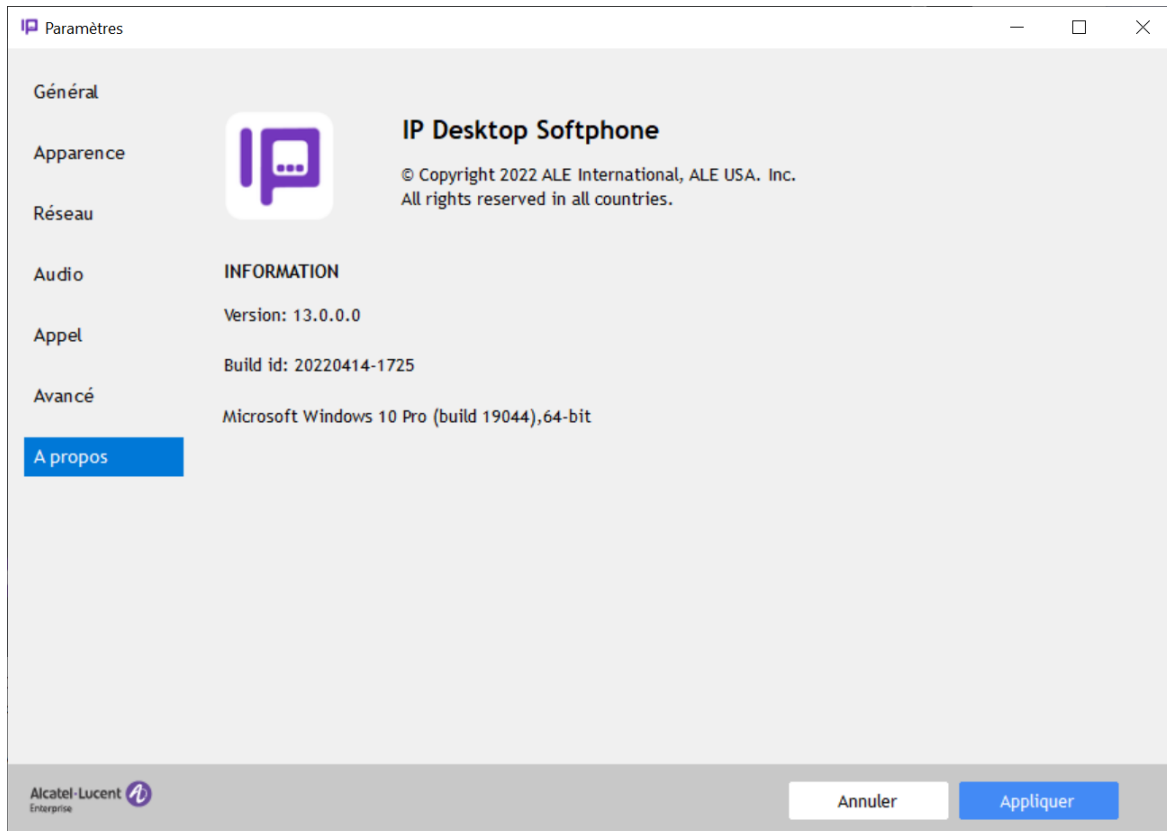 Paramètres
Général
Apparence
Réseau
Audio
Appel
Avancé
A propos
IP Desktop Softphone
© Copyright 2022 ALE International, ALE USA. Inc.
All rights reserved in all countries.
INFORMATION
Version: 13.0.0.0
Build id: 20220414-1725
Microsoft Windows 10 Pro (build 19044),64-bit
Alcatel·Lucent
Enterprise
Annuler
Appliquer